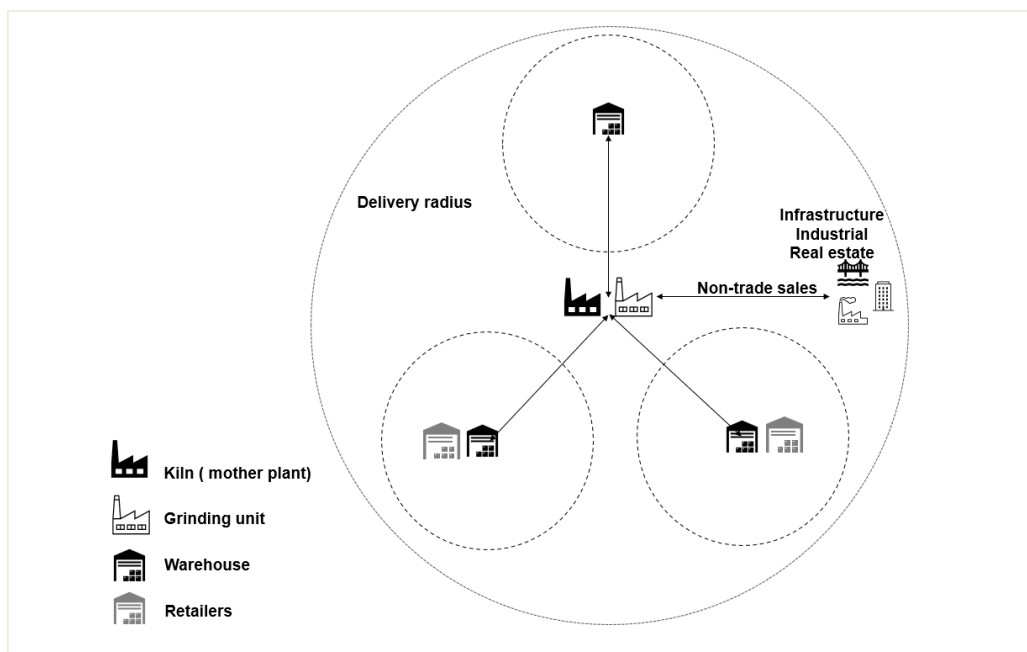 Delivery radius
Infrastructure
Industrial
Real estate
Non-trade sales
Kiln ( mother plant)
Grinding unit
Warehouse
Retailers